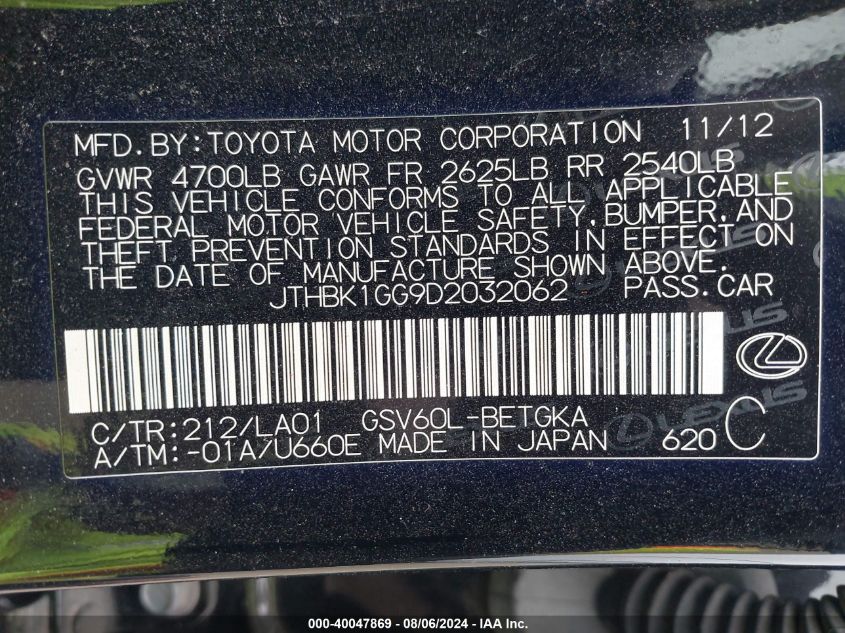 MFD.BY:TOYOTA MOTOR CORPORATION 11/12
GVWR 4700LB GAWR FR 2625LB RR 2540LB
THIS VEHICLE CONFORMS TO ALL APPLICABLE
FEDERAL MOTOR VEHICLE SAFETY,BUMPER,AND
THEFT PREVENTION STANDARDS IN EFFECT ON
THE DATE OF MANUFACTURE SHOWN ABOVE.
JTHBK1GG9D2032062 PASS.CAR
C/TR:212/LA01 GSV60L-BETGKA
A/TM:-01A/U660E MADE IN JAPAN 620 C
LEXUS
000-40047869 - 08/06/2024 - IAA Inc.